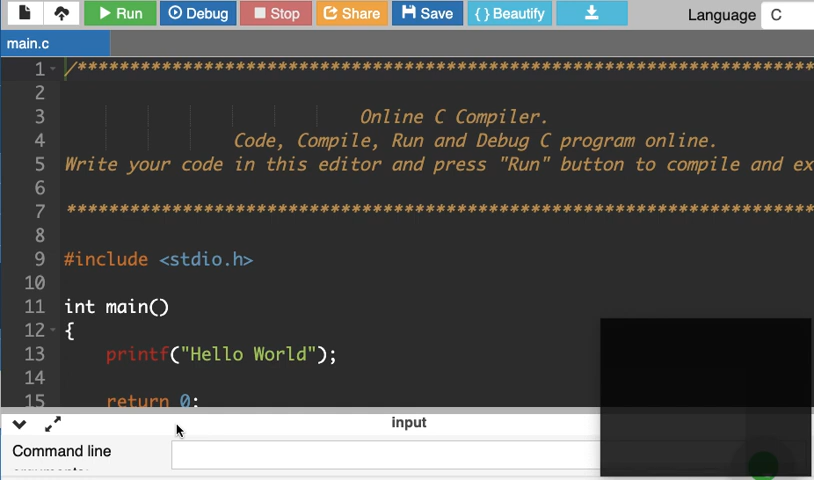 Run Debug Stop Share Save { } Beautify Language C
main.c
1 /***********************************************************************
2
3 Online C Compiler.
4 Code, Compile, Run and Debug C program online.
5 Write your code in this editor and press "Run" button to compile and ex
6
7 ***********************************************************************
8
9 #include <stdio.h>
10
11 int main()
12 {
13 printf("Hello World");
14
15 return 0;
input
Command line